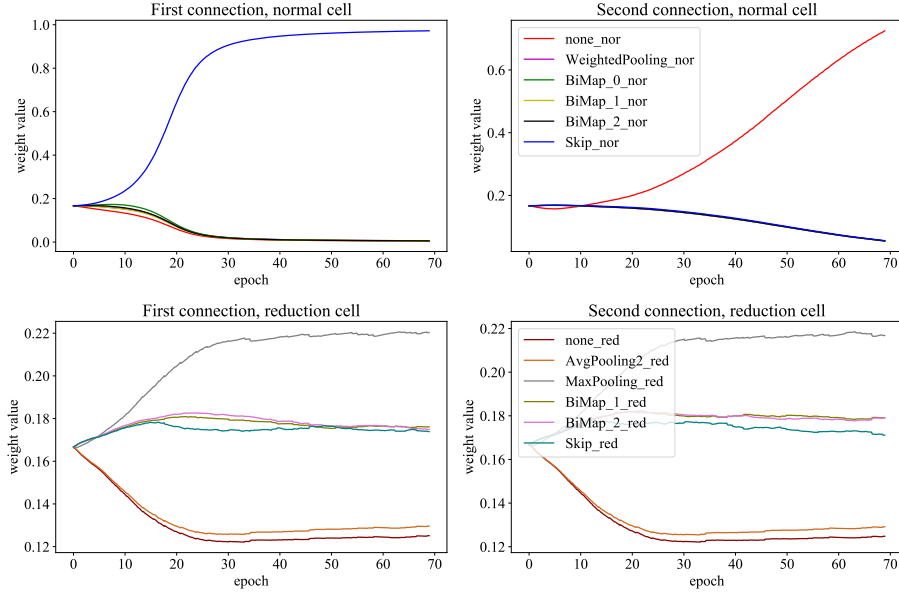 First connection, normal cell
weight value
1.0
0.8
0.6
0.4
0.2
0.0
0 10 20 30 40 50 60 70
epoch
Second connection, normal cell
weight value
0.6
0.4
0.2
none_nor
WeightedPooling_nor
BiMap_0_nor
BiMap_1_nor
BiMap_2_nor
Skip_nor
0 10 20 30 40 50 60 70
epoch
First connection, reduction cell
weight value
0.22
0.20
0.18
0.16
0.14
0.12
0 10 20 30 40 50 60 70
epoch
Second connection, reduction cell
weight value
0.22
0.20
0.18
0.16
0.14
0.12
none_red
AvgPooling2_red
MaxPooling_red
BiMap_1_red
BiMap_2_red
Skip_red
0 10 20 30 40 50 60 70
epoch